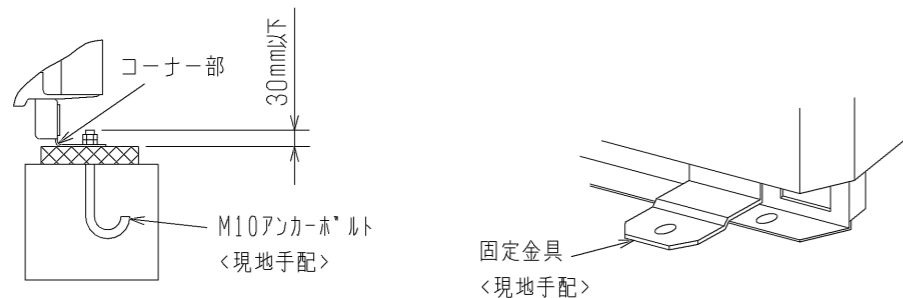 コーナー部
30mm以下
M10アンカーボルト
<現地手配>
固定金具
<現地手配>